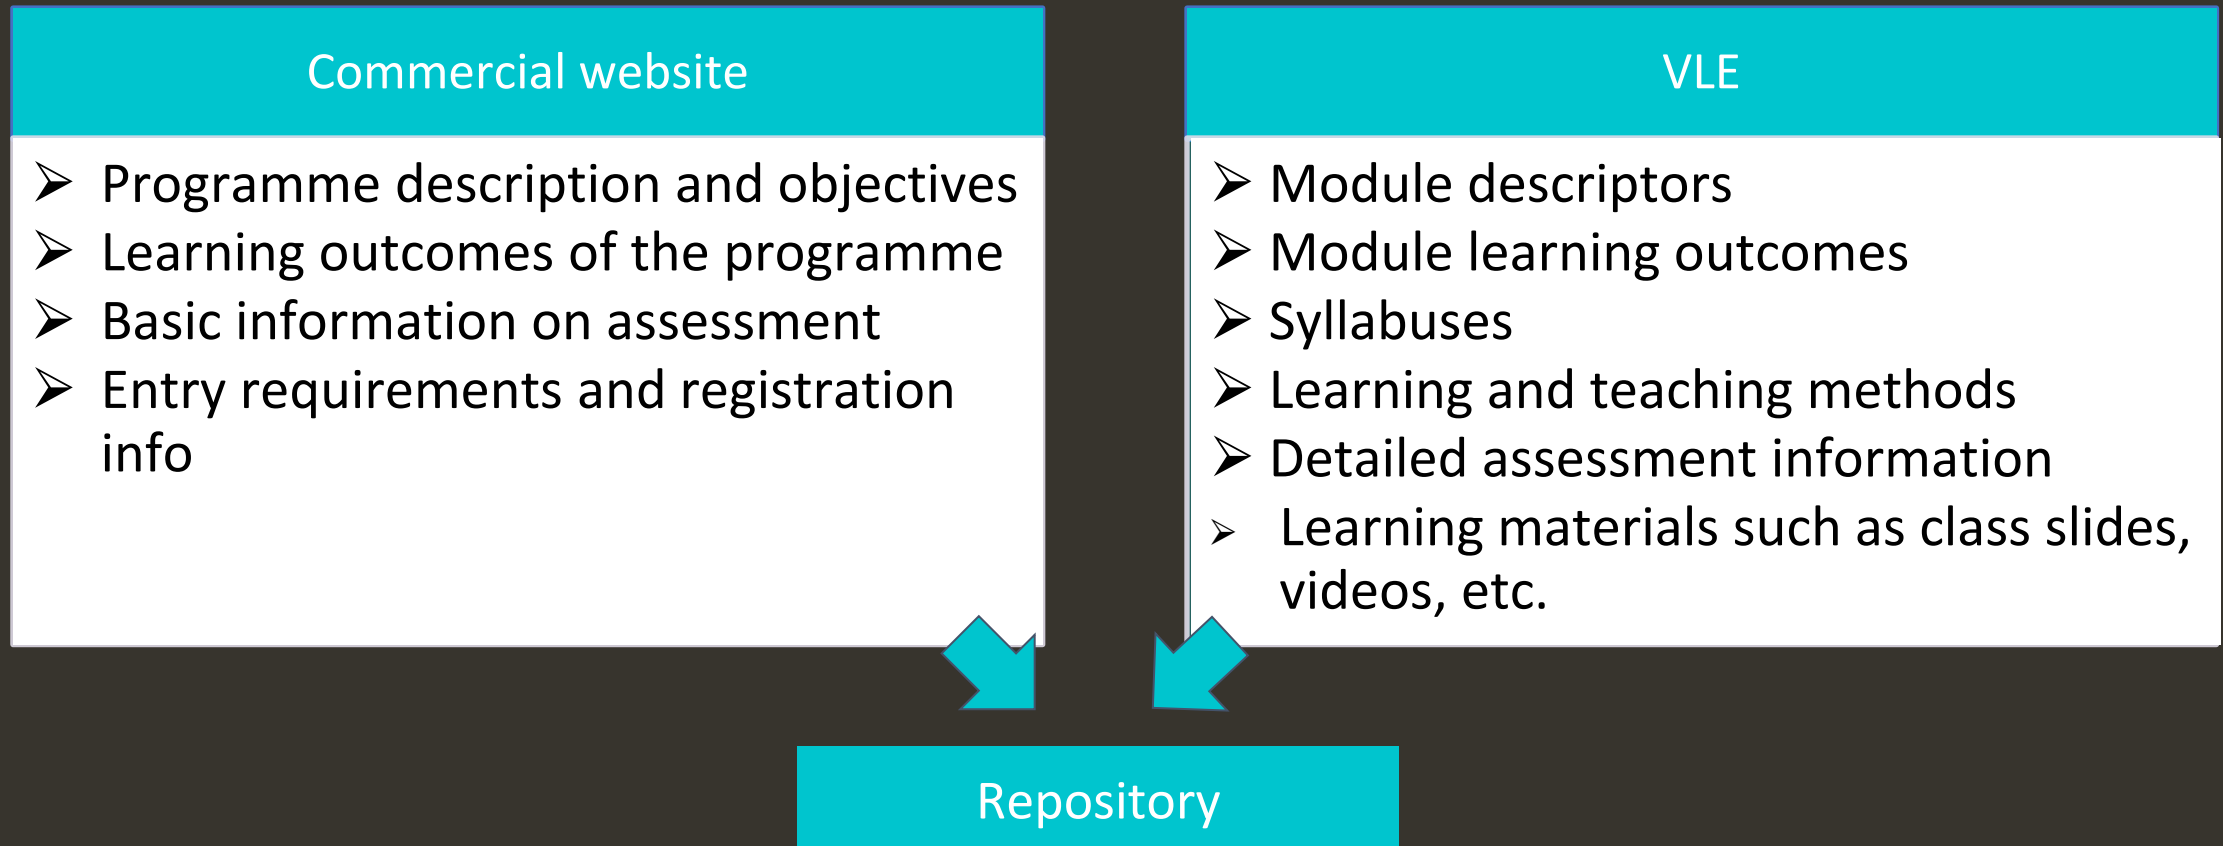 Commercial website
➢ Programme description and objectives
➢ Learning outcomes of the programme
➢ Basic information on assessment
➢ Entry requirements and registration
info
VLE
➢ Module descriptors
➢ Module learning outcomes
➢ Syllabuses
➢ Learning and teaching methods
➢ Detailed assessment information
➢ Learning materials such as class slides,
videos, etc.
Repository